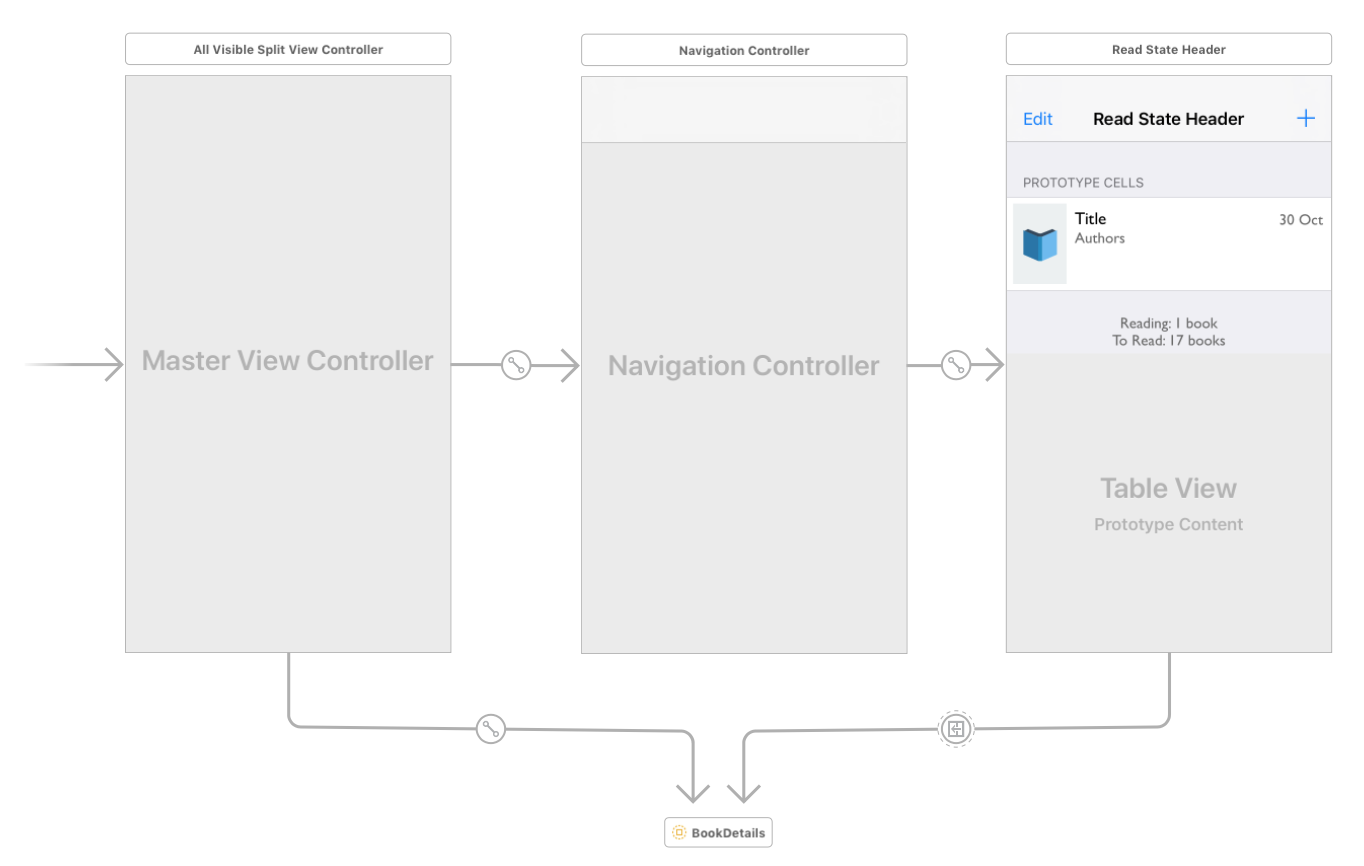 All Visible Split View Controller
Navigation Controller
Read State Header
Edit
Read State Header
PROTOTYPE CELLS
Title
30 Oct
Authors
Reading: 1 book
To Read: 17 books
Master View Controller
Navigation Controller
Table View
Prototype Content
BookDetails